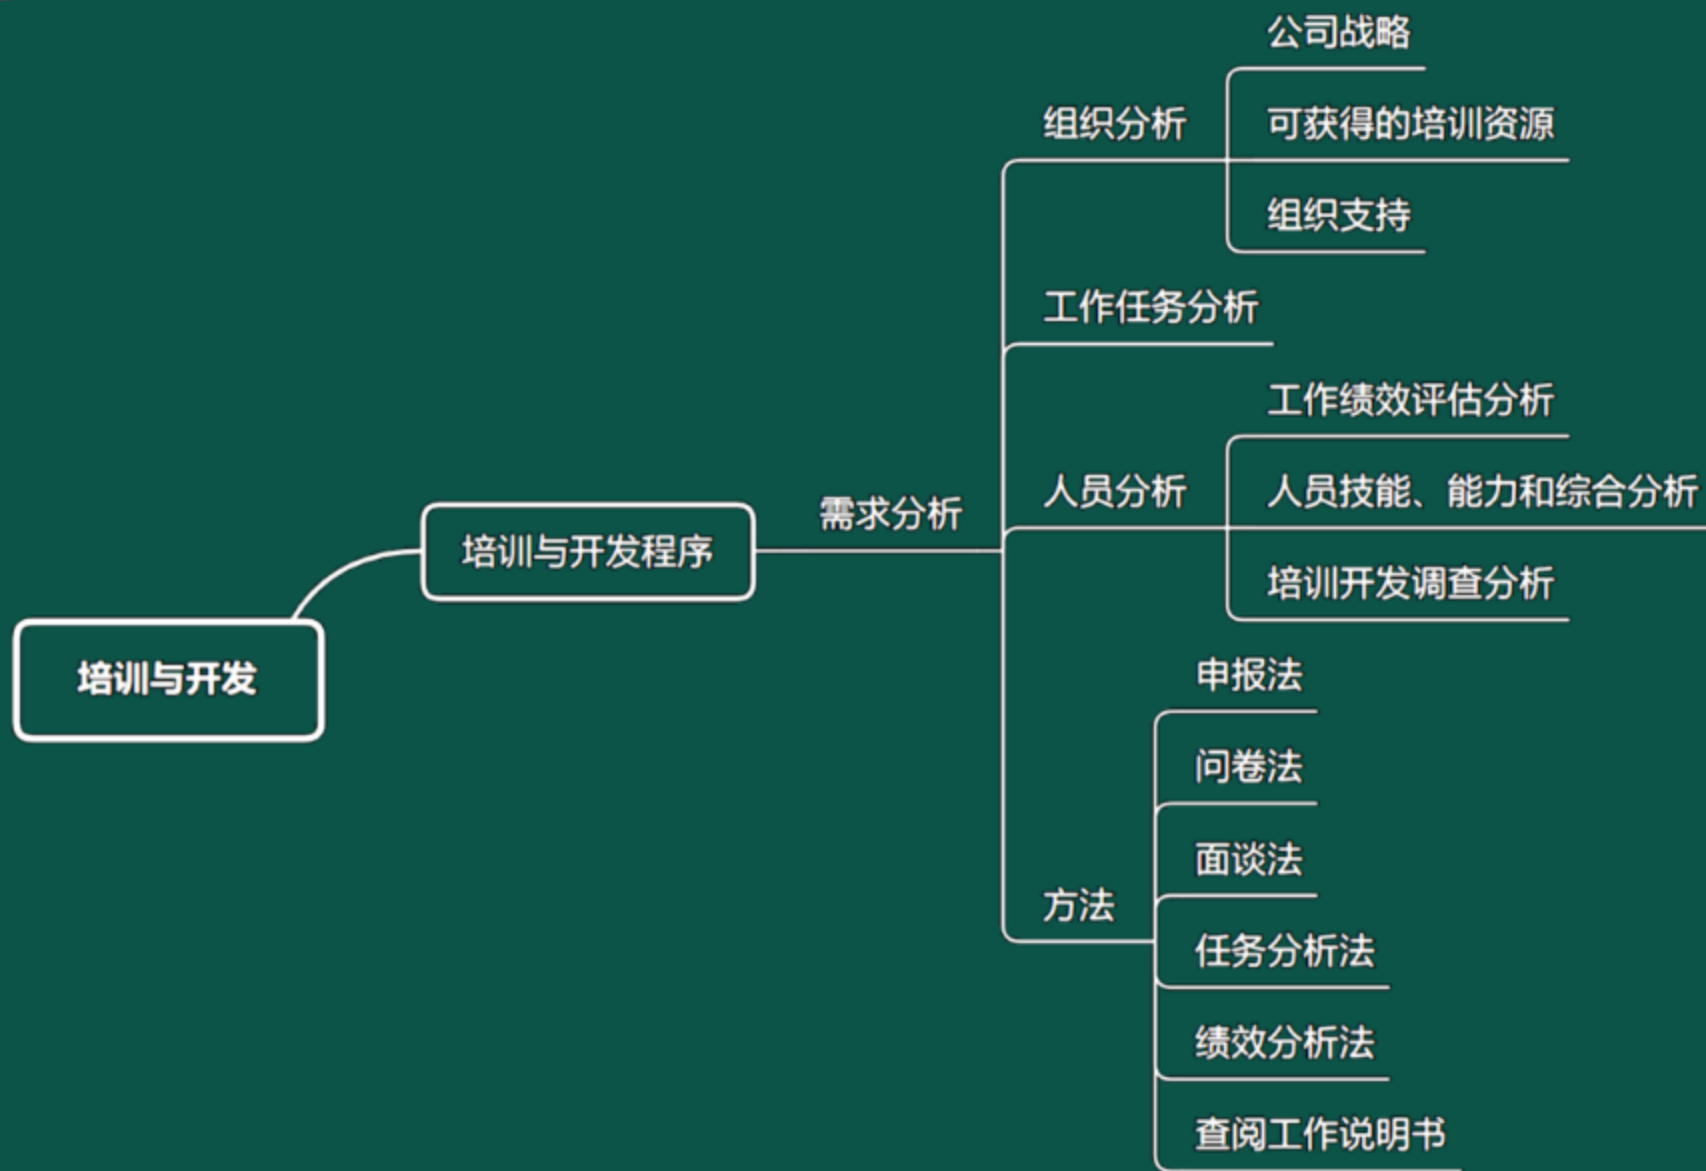 培训与开发
培训与开发程序
需求分析
组织分析
公司战略
可获得的培训资源
组织支持
工作任务分析
人员分析
工作绩效评估分析
人员技能、能力和综合分析
培训开发调查分析
方法
申报法
问卷法
面谈法
任务分析法
绩效分析法
查阅工作说明书